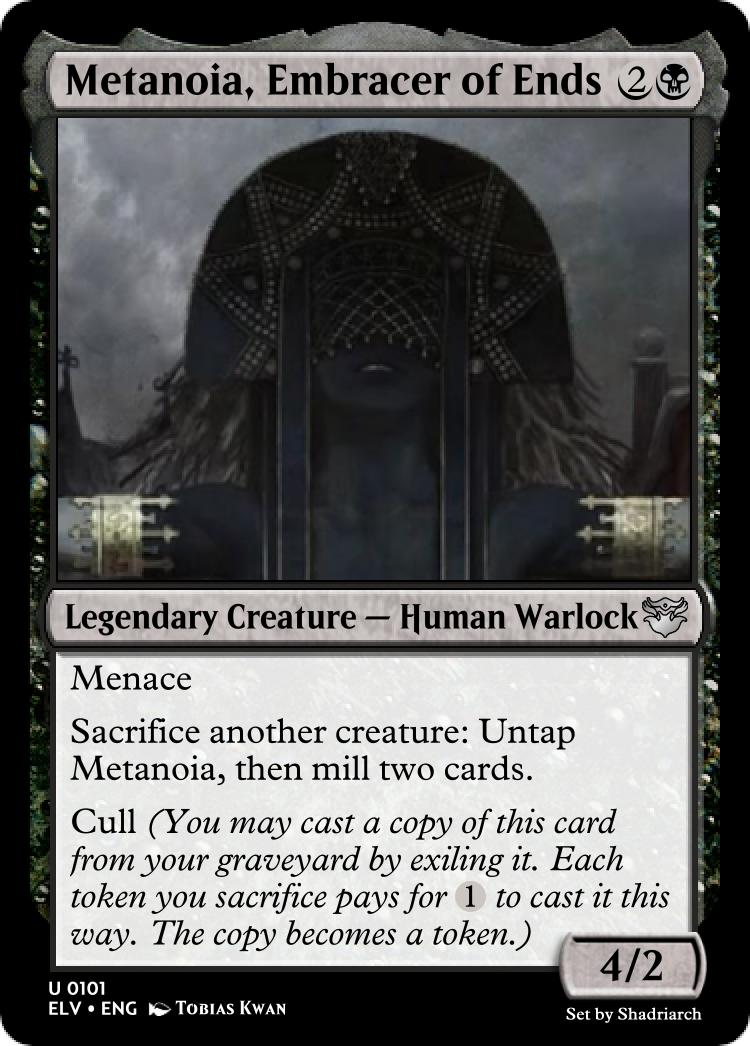 Metanoia, Embracer of Ends 2
Legendary Creature — Human Warlock
Menace
Sacrifice another creature: Untap
Metanoia, then mill two cards.
Cull (You may cast a copy of this card
from your graveyard by exiling it. Each
token you sacrifice pays for 1 to cast it this
way. The copy becomes a token.)
4/2
U 0101
ELV • ENG Tobias Kwan
Set by Shadriarch